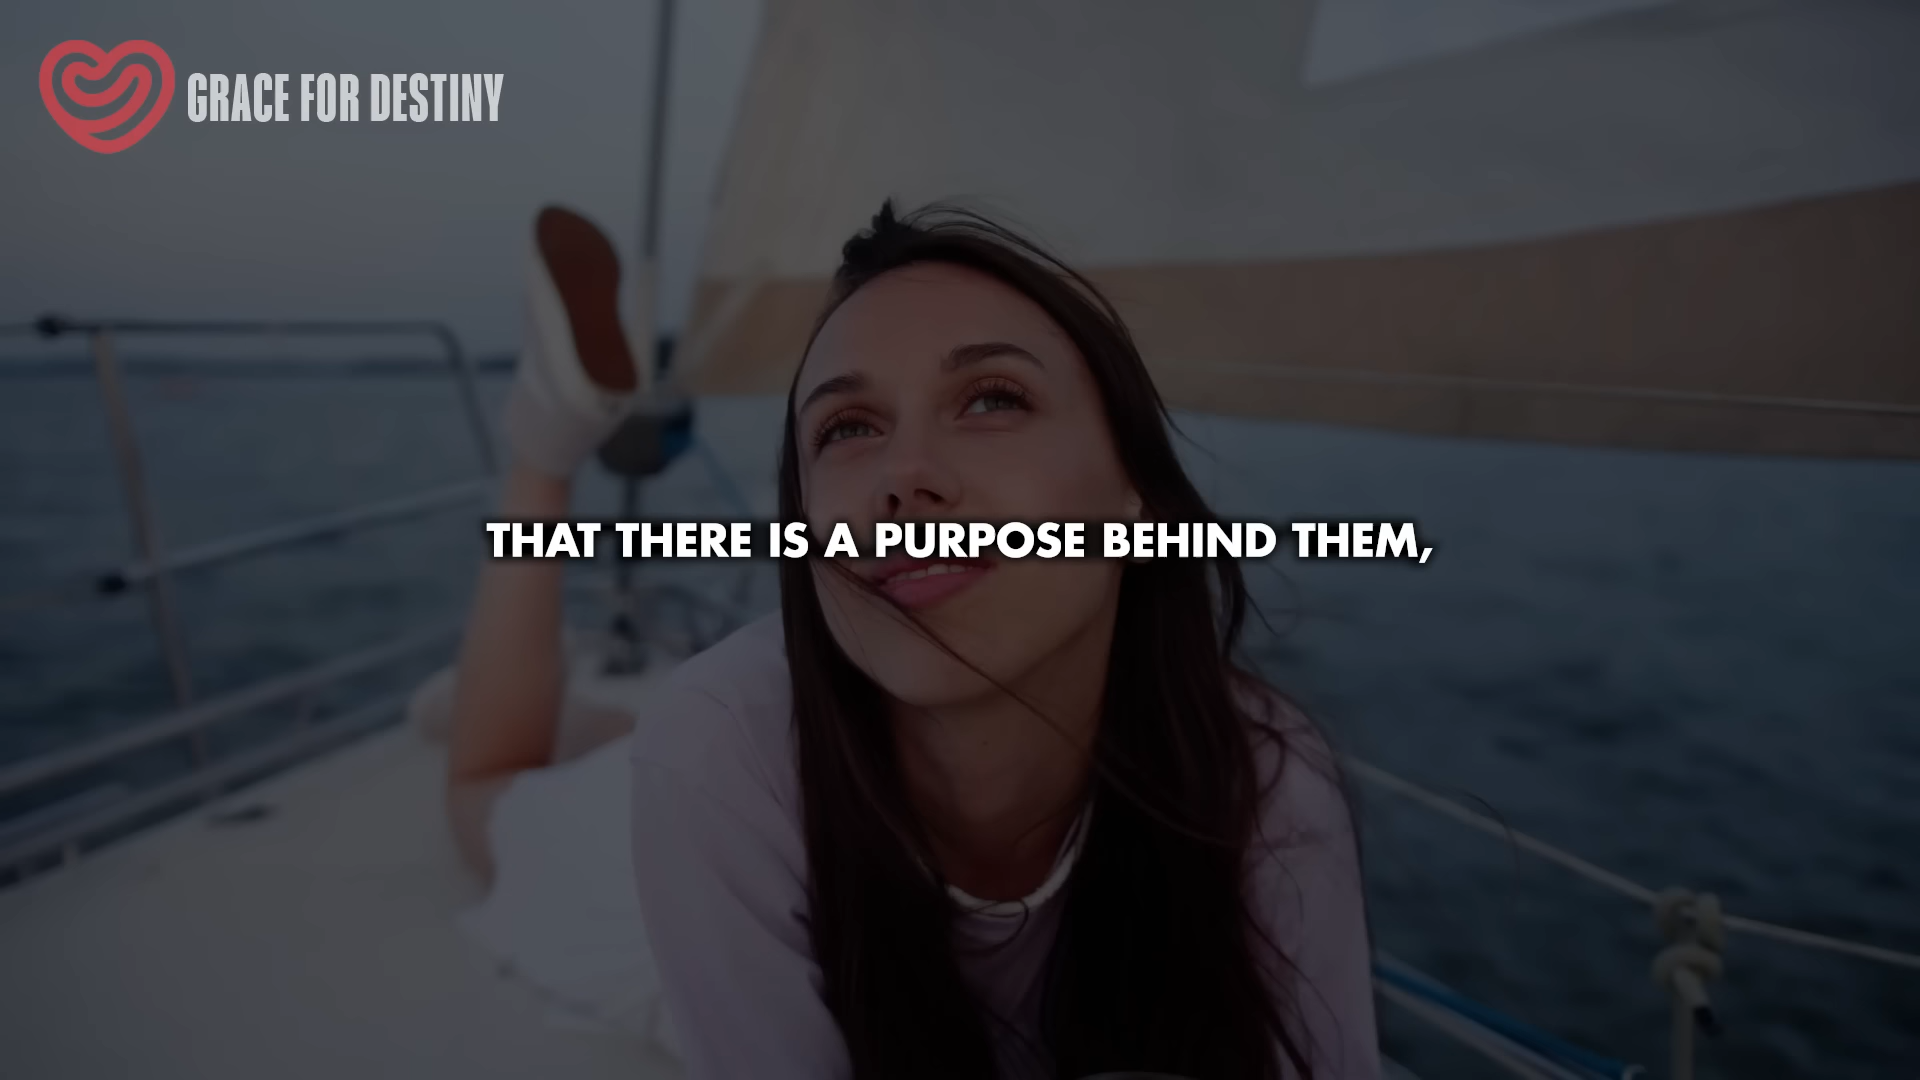 GRACE FOR DESTINY
THAT THERE IS A PURPOSE BEHIND THEM,